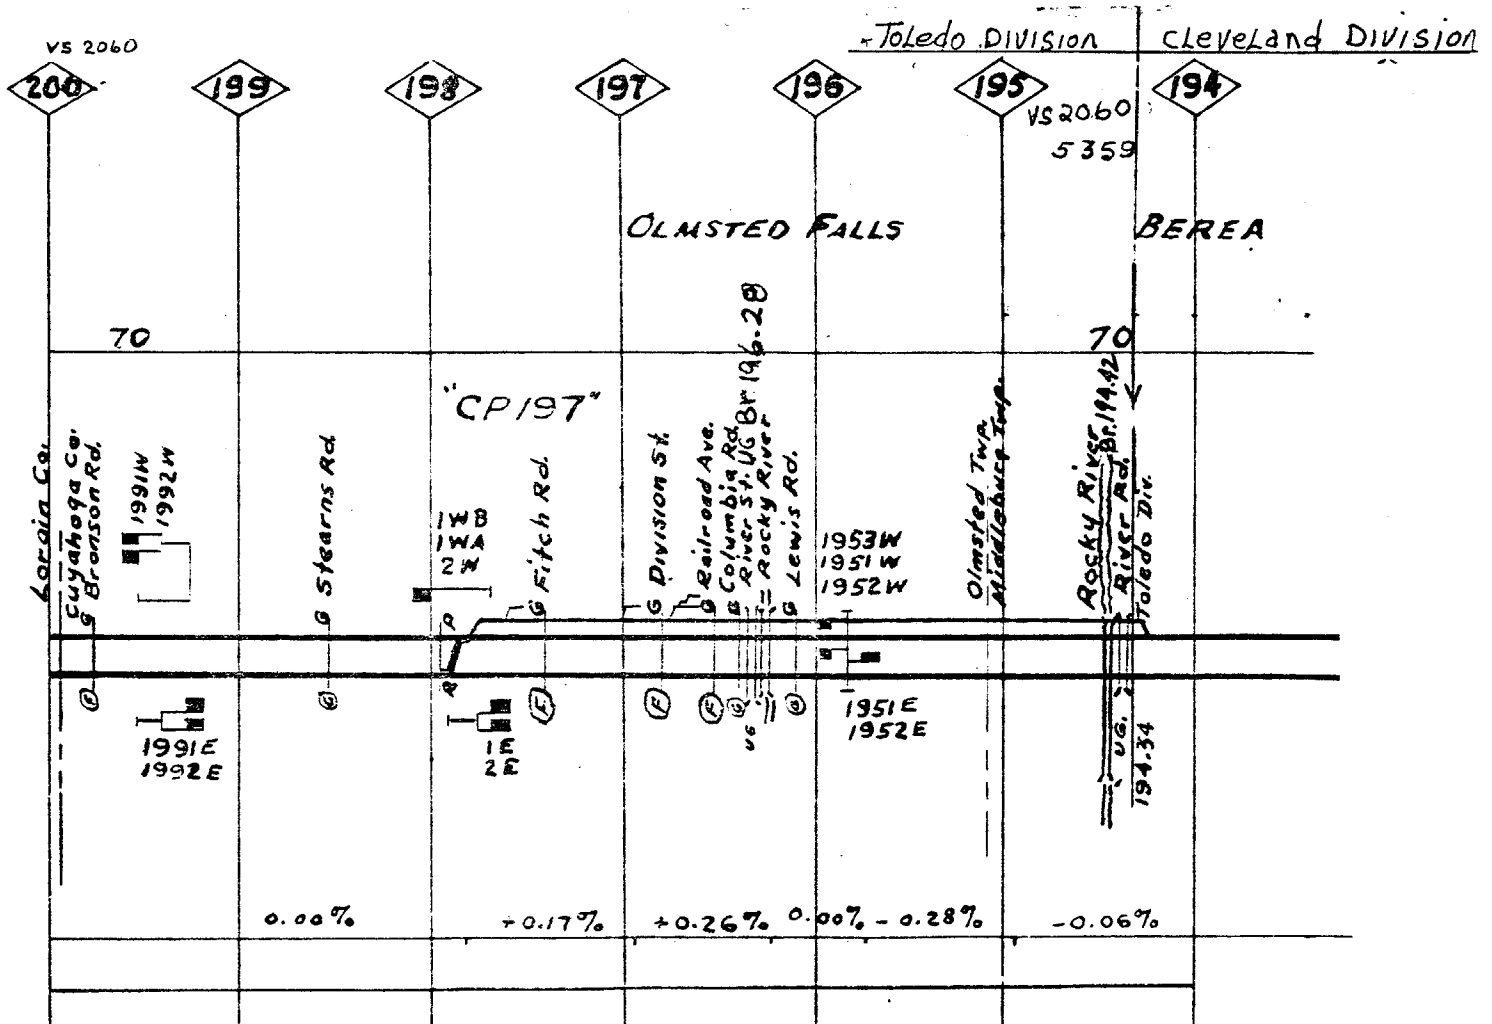 VS 2060
Toledo DIVISION
CLeveLand DIVISION
200
199
198
197
196
195
194
VS 2060
5359
OLMSTED FALLS
BEREA
70
70
"CP 197"
Lorain Co.
Cuyahoga Co.
G Bronson Rd.
1991W
1992W
G Stearns Rd.
1WB
1WA
2W
G Fitch Rd.
G Division St.
G Railroad Ave.
G Columbia Rd.
River St. UG Br. 196.28
Rocky River
G Lewis Rd.
1953W
1951W
1952W
Olmsted Twp.
Middleburg Twp.
Rocky River
Br. 194.42
River Rd.
Toledo Div.
P
R
F
G
F
F
F
G
G
UG
UG.
194.34
1991E
1992E
1E
2E
1951E
1952E
0.00%
+0.17%
+0.26%
0.00%
-0.28%
-0.06%